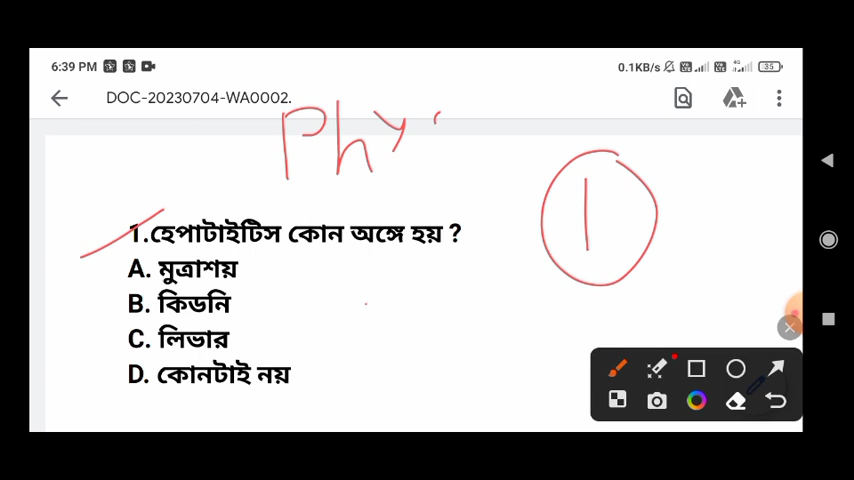 6:39 PM 0.1KB/s 4G 35
DOC-20230704-WA0002.
Phy
1
1.হেপাটাইটিস কোন অঙ্গে হয় ?
A. মুত্রাশয়
B. কিডনি
C. লিভার
D. কোনটাই নয়